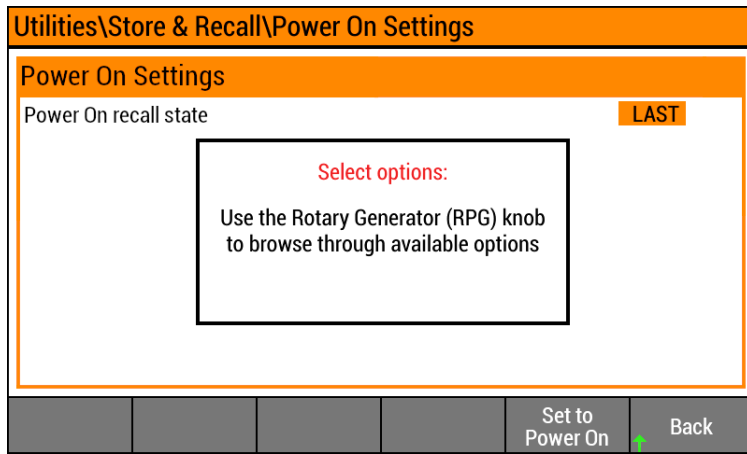 Utilities\Store & Recall\Power On Settings
Power On Settings
Power On recall state LAST
Select options:
Use the Rotary Generator (RPG) knob
to browse through available options
Set to
Power On
Back